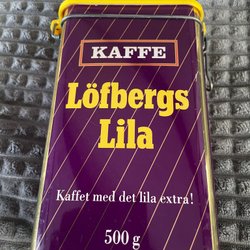 KAFFE
Löfbergs
Lila
Kaffet med det lila extra!
500 g